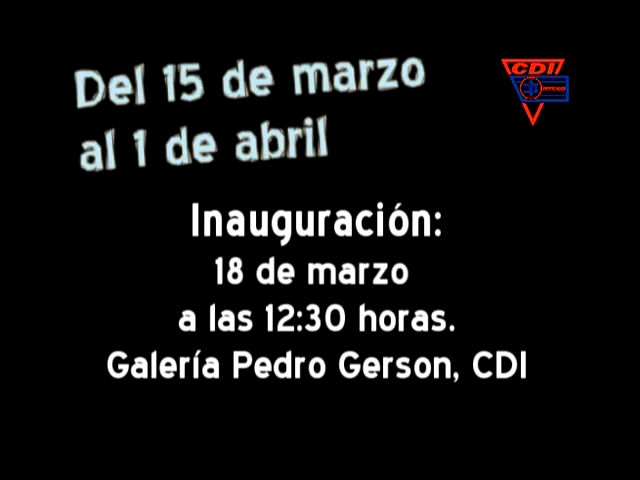 Del 15 de marzo
al 1 de abril
CDI
Inauguración:
18 de marzo
a las 12:30 horas.
Galería Pedro Gerson, CDI